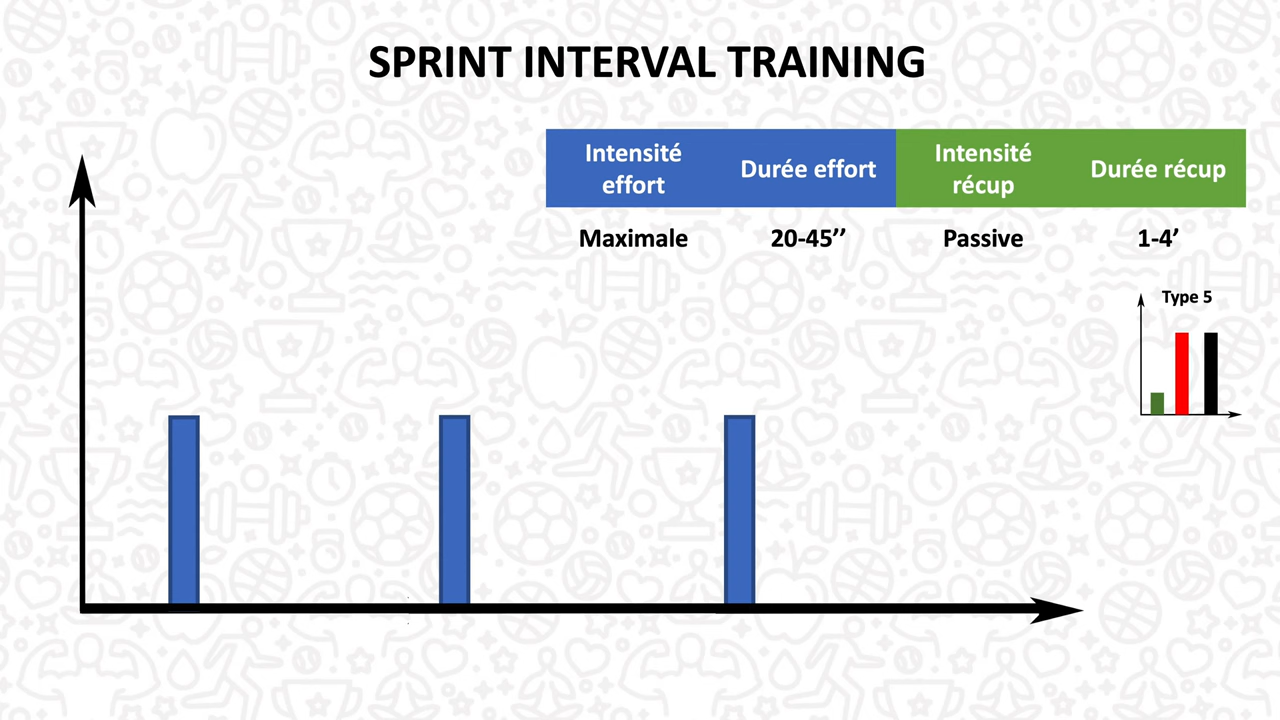 SPRINT INTERVAL TRAINING
Intensité
effort
Durée effort
Intensité
récup
Durée récup
Maximale
20-45’’
Passive
1-4’
Type 5